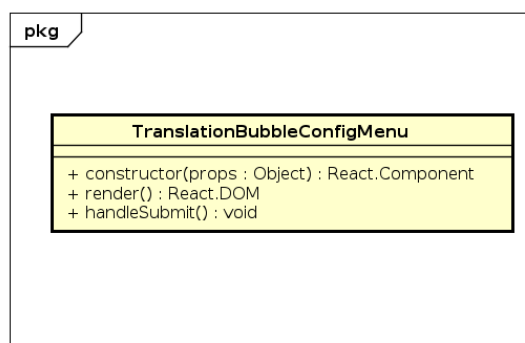 pkg
TranslationBubbleConfigMenu
+ constructor(props : Object) : React.Component
+ render() : React.DOM
+ handleSubmit() : void